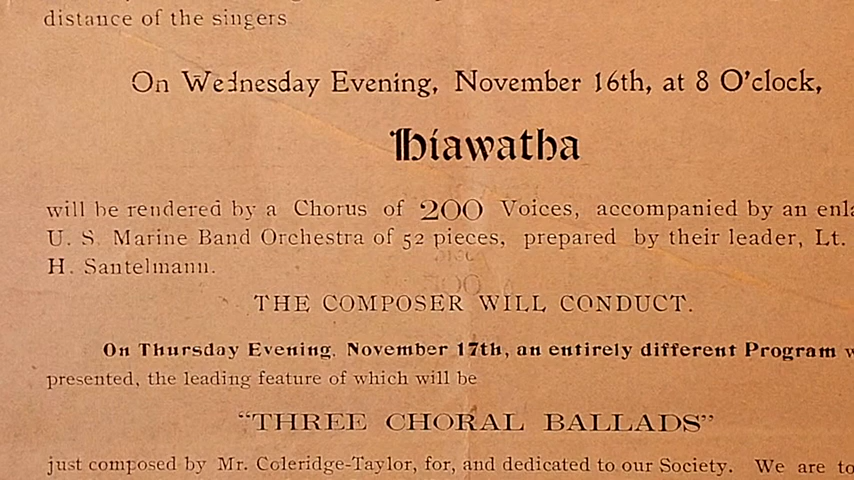 distance of the singers
On Wednesday Evening, November 16th, at 8 O'clock,
Hiawatha
will be rendered by a Chorus of 200 Voices, accompanied by an
U. S. Marine Band Orchestra of 52 pieces, prepared by their leader, Lt.
H. Santelmann.
THE COMPOSER WILL CONDUCT.
On Thursday Evening, November 17th, an entirely different Program
presented, the leading feature of which will be
“THREE CHORAL BALLADS”
just composed by Mr. Coleridge-Taylor, for, and dedicated to our Society. We are to